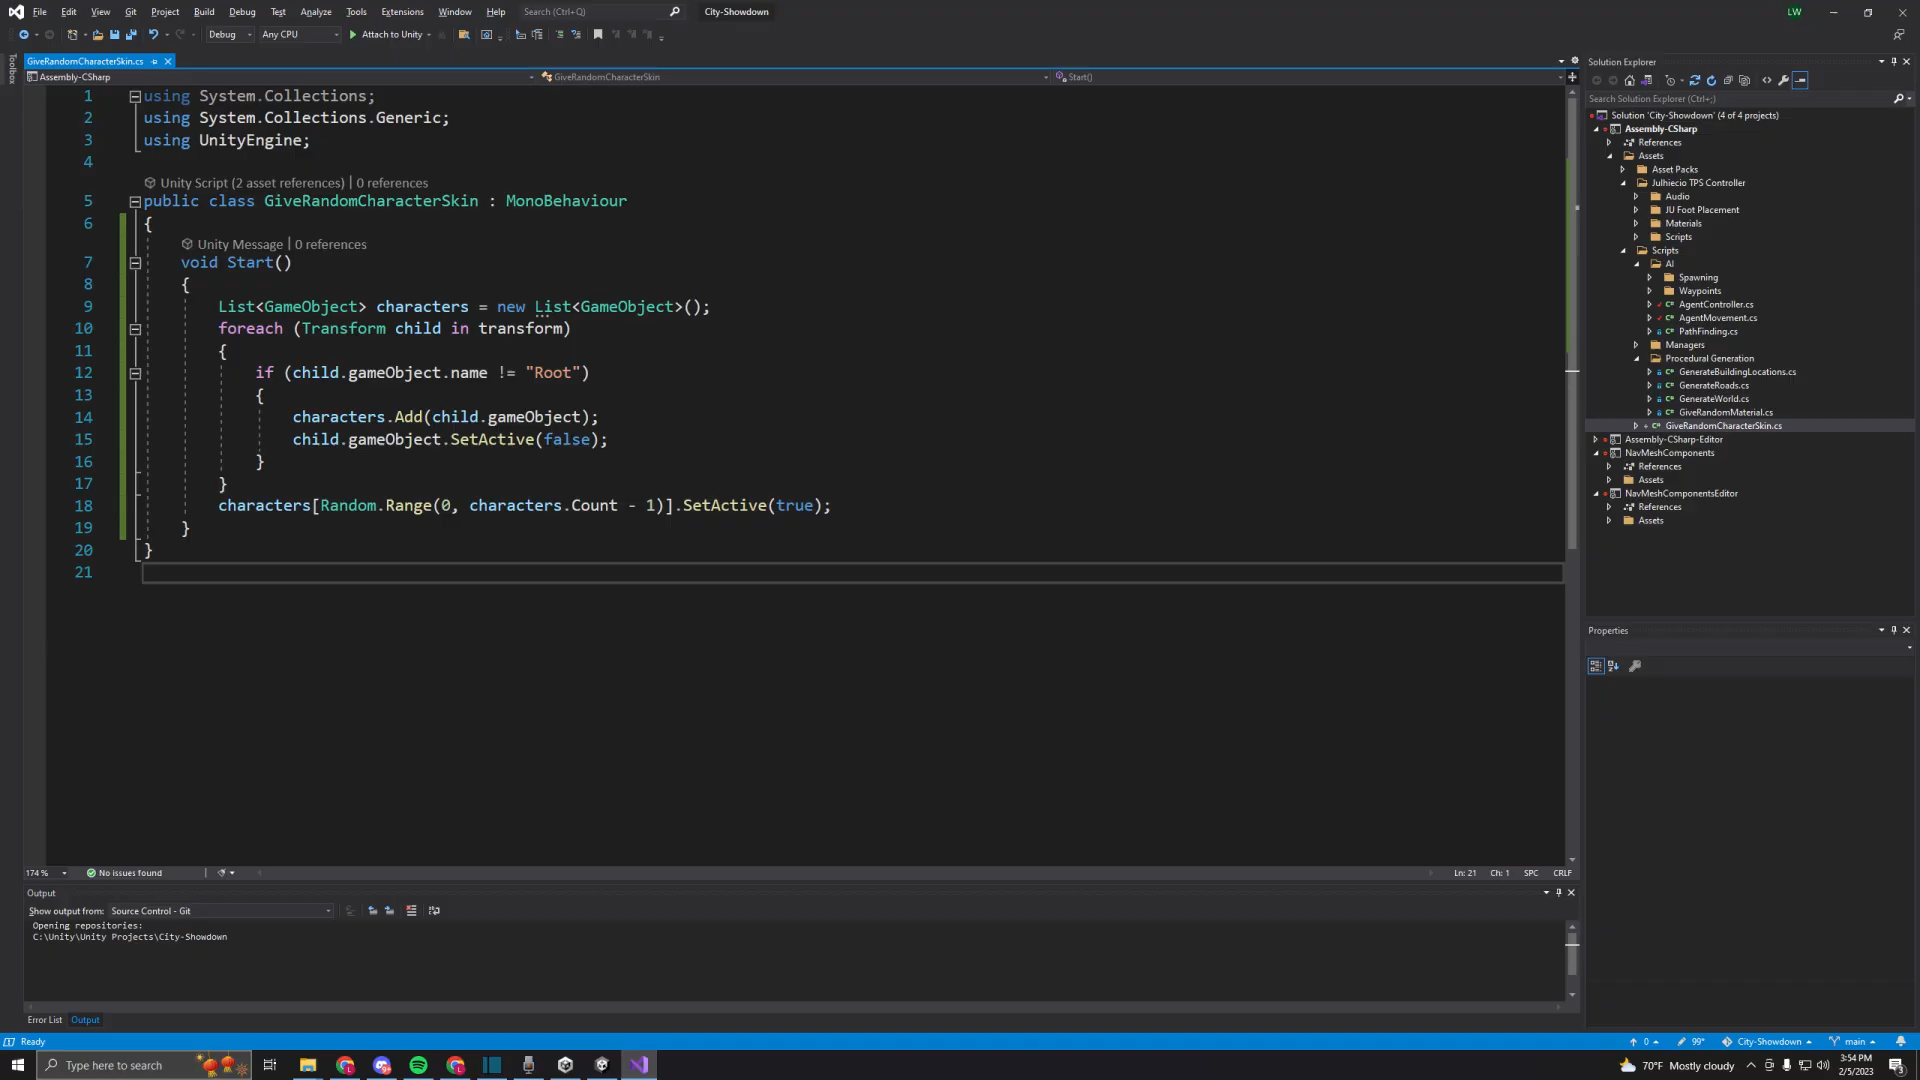 File Edit View Git Project Build Debug Test Analyze Tools Extensions Window Help Search (Ctrl+Q) City-Showdown LW
Debug Any CPU Attach to Unity
Toolbox
GiveRandomCharacterSkin.cs
Assembly-CSharp GiveRandomCharacterSkin Start()
1 using System.Collections;
2 using System.Collections.Generic;
3 using UnityEngine;
4
Unity Script (2 asset references) | 0 references
5 public class GiveRandomCharacterSkin : MonoBehaviour
6 {
Unity Message | 0 references
7 void Start()
8 {
9 List<GameObject> characters = new List<GameObject>();
10 foreach (Transform child in transform)
11 {
12 if (child.gameObject.name != "Root")
13 {
14 characters.Add(child.gameObject);
15 child.gameObject.SetActive(false);
16 }
17 }
18 characters[Random.Range(0, characters.Count - 1)].SetActive(true);
19 }
20 }
21
174 % No issues found Ln: 21 Ch: 1 SPC CRLF
Output
Show output from: Source Control - Git
Opening repositories:
C:\Unity\Unity Projects\City-Showdown
Error List Output
Solution Explorer
Search Solution Explorer (Ctrl+;)
Solution 'City-Showdown' (4 of 4 projects)
Assembly-CSharp
References
Assets
Asset Packs
Julhiecio TPS Controller
Audio
JU Foot Placement
Materials
Scripts
Scripts
AI
Spawning
Waypoints
AgentController.cs
AgentMovement.cs
PathFinding.cs
Managers
Procedural Generation
GenerateBuildingLocations.cs
GenerateRoads.cs
GenerateWorld.cs
GiveRandomMaterial.cs
GiveRandomCharacterSkin.cs
Assembly-CSharp-Editor
NavMeshComponents
References
Assets
NavMeshComponentsEditor
References
Assets
Properties
Ready 0 99+ City-Showdown main
Type here to search 70°F Mostly cloudy 3:54 PM
2/5/2023